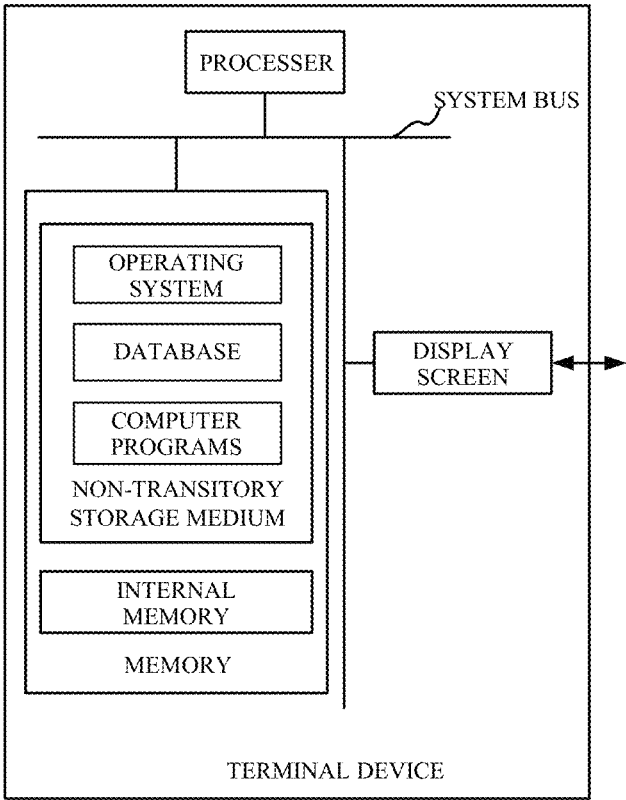 PROCESSER
SYSTEM BUS
OPERATING
SYSTEM
DATABASE
COMPUTER
PROGRAMS
NON-TRANSITORY
STORAGE MEDIUM
INTERNAL
MEMORY
MEMORY
DISPLAY
SCREEN
TERMINAL DEVICE